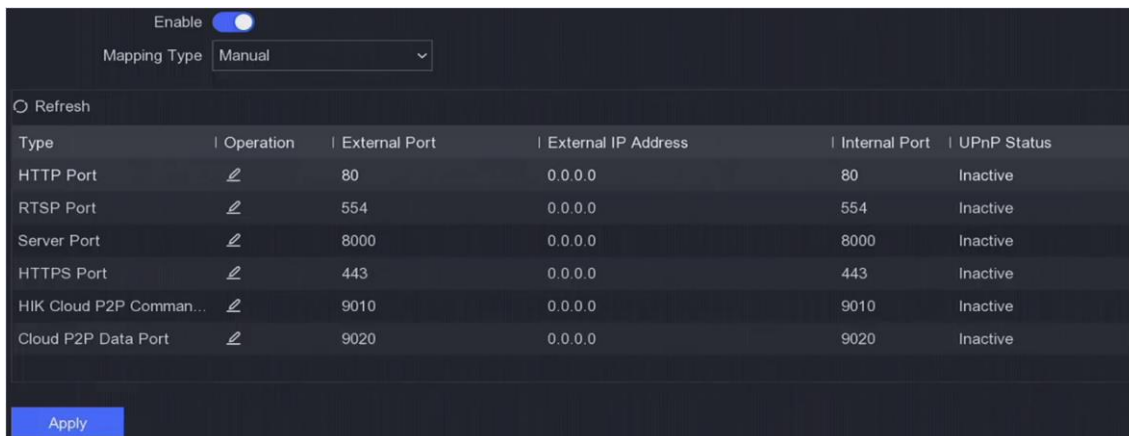 Enable
Mapping Type Manual
Refresh
Type Operation External Port External IP Address Internal Port UPnP Status
HTTP Port 80 0.0.0.0 80 Inactive
RTSP Port 554 0.0.0.0 554 Inactive
Server Port 8000 0.0.0.0 8000 Inactive
HTTPS Port 443 0.0.0.0 443 Inactive
HIK Cloud P2P Comman... 9010 0.0.0.0 9010 Inactive
Cloud P2P Data Port 9020 0.0.0.0 9020 Inactive
Apply